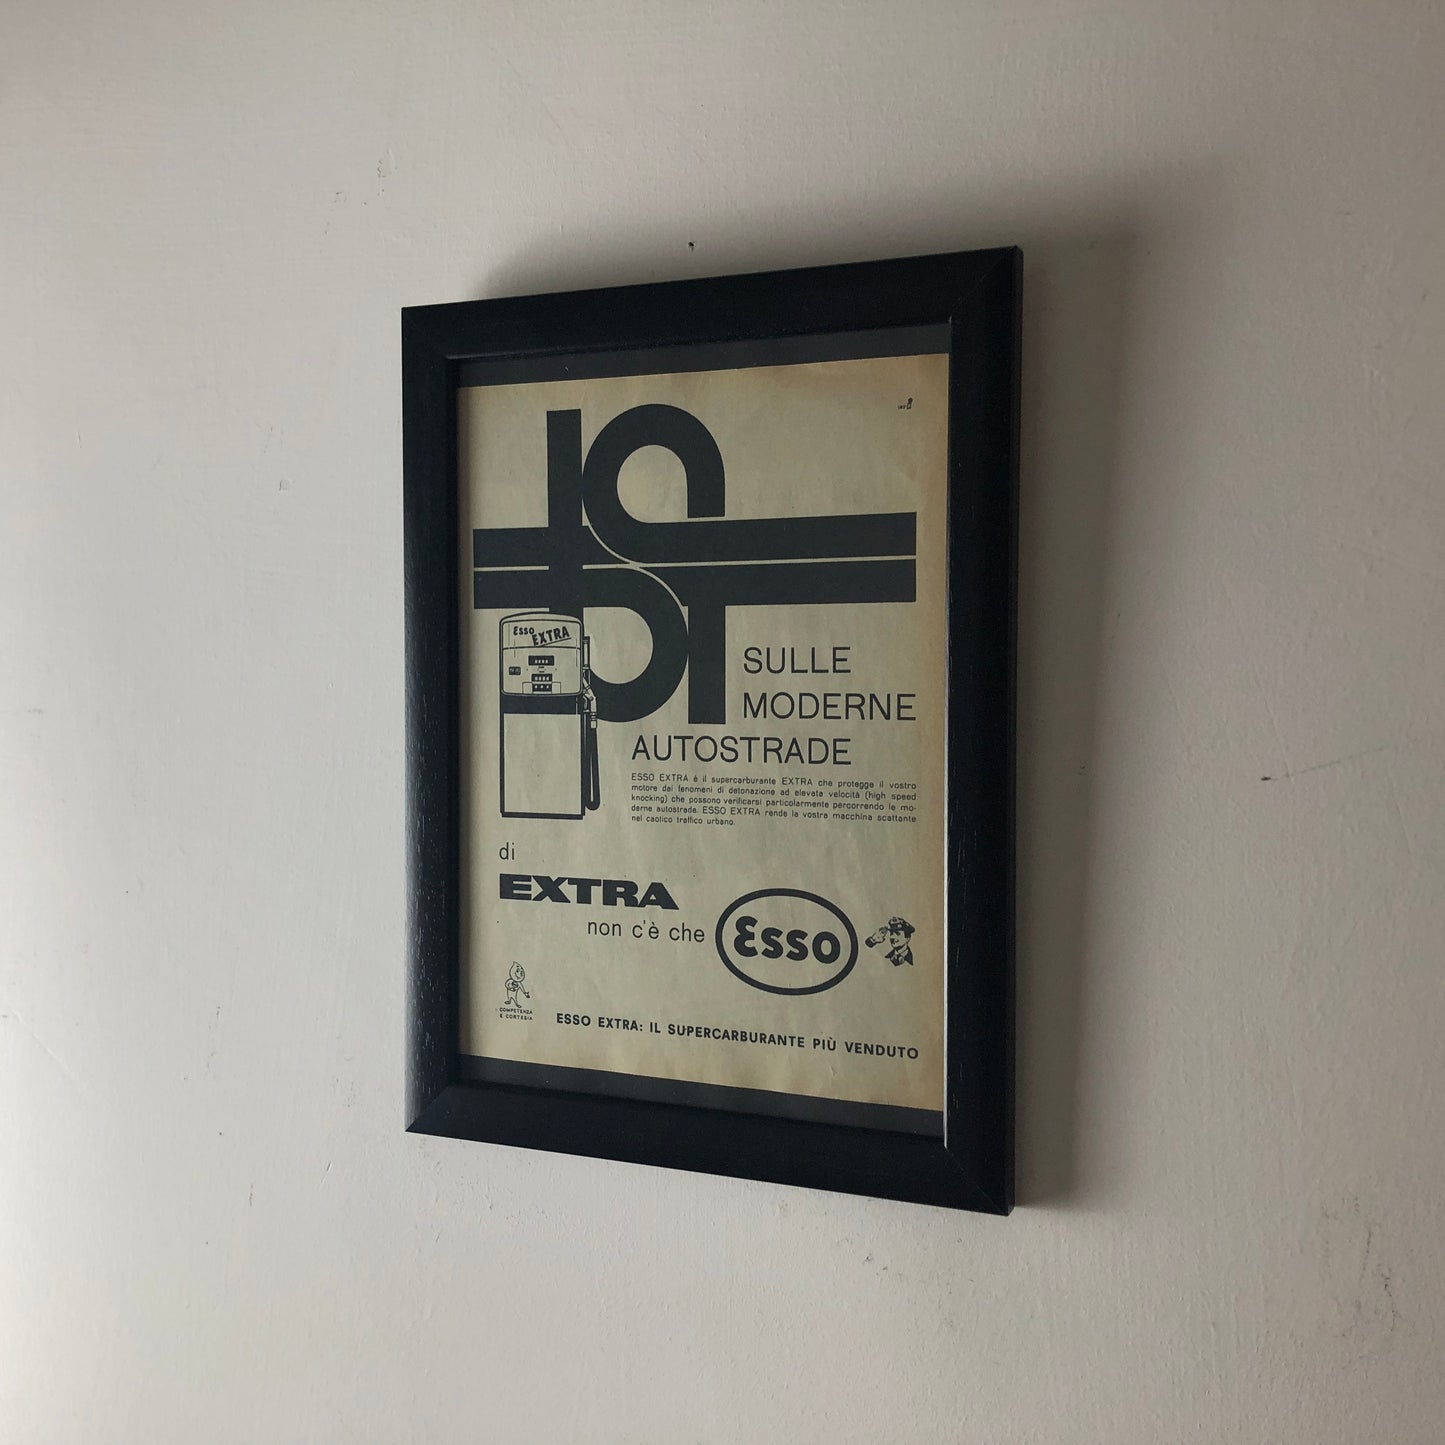 Esso
EXTRA
SULLE
MODERNE
AUTOSTRADE
ESSO EXTRA è il supercarburante EXTRA che protegge il vostro
motore dai fenomeni di detonazione ad elevata velocità (high speed
knocking) che possono verificarsi particolarmente percorrendo le mo-
derne autostrade. ESSO EXTRA rende la vostra macchina scattante
nel caotico traffico urbano.
di
EXTRA
non c'è che
Esso
COMPETENZA
E CORTESIA
ESSO EXTRA: IL SUPERCARBURANTE PIÙ VENDUTO